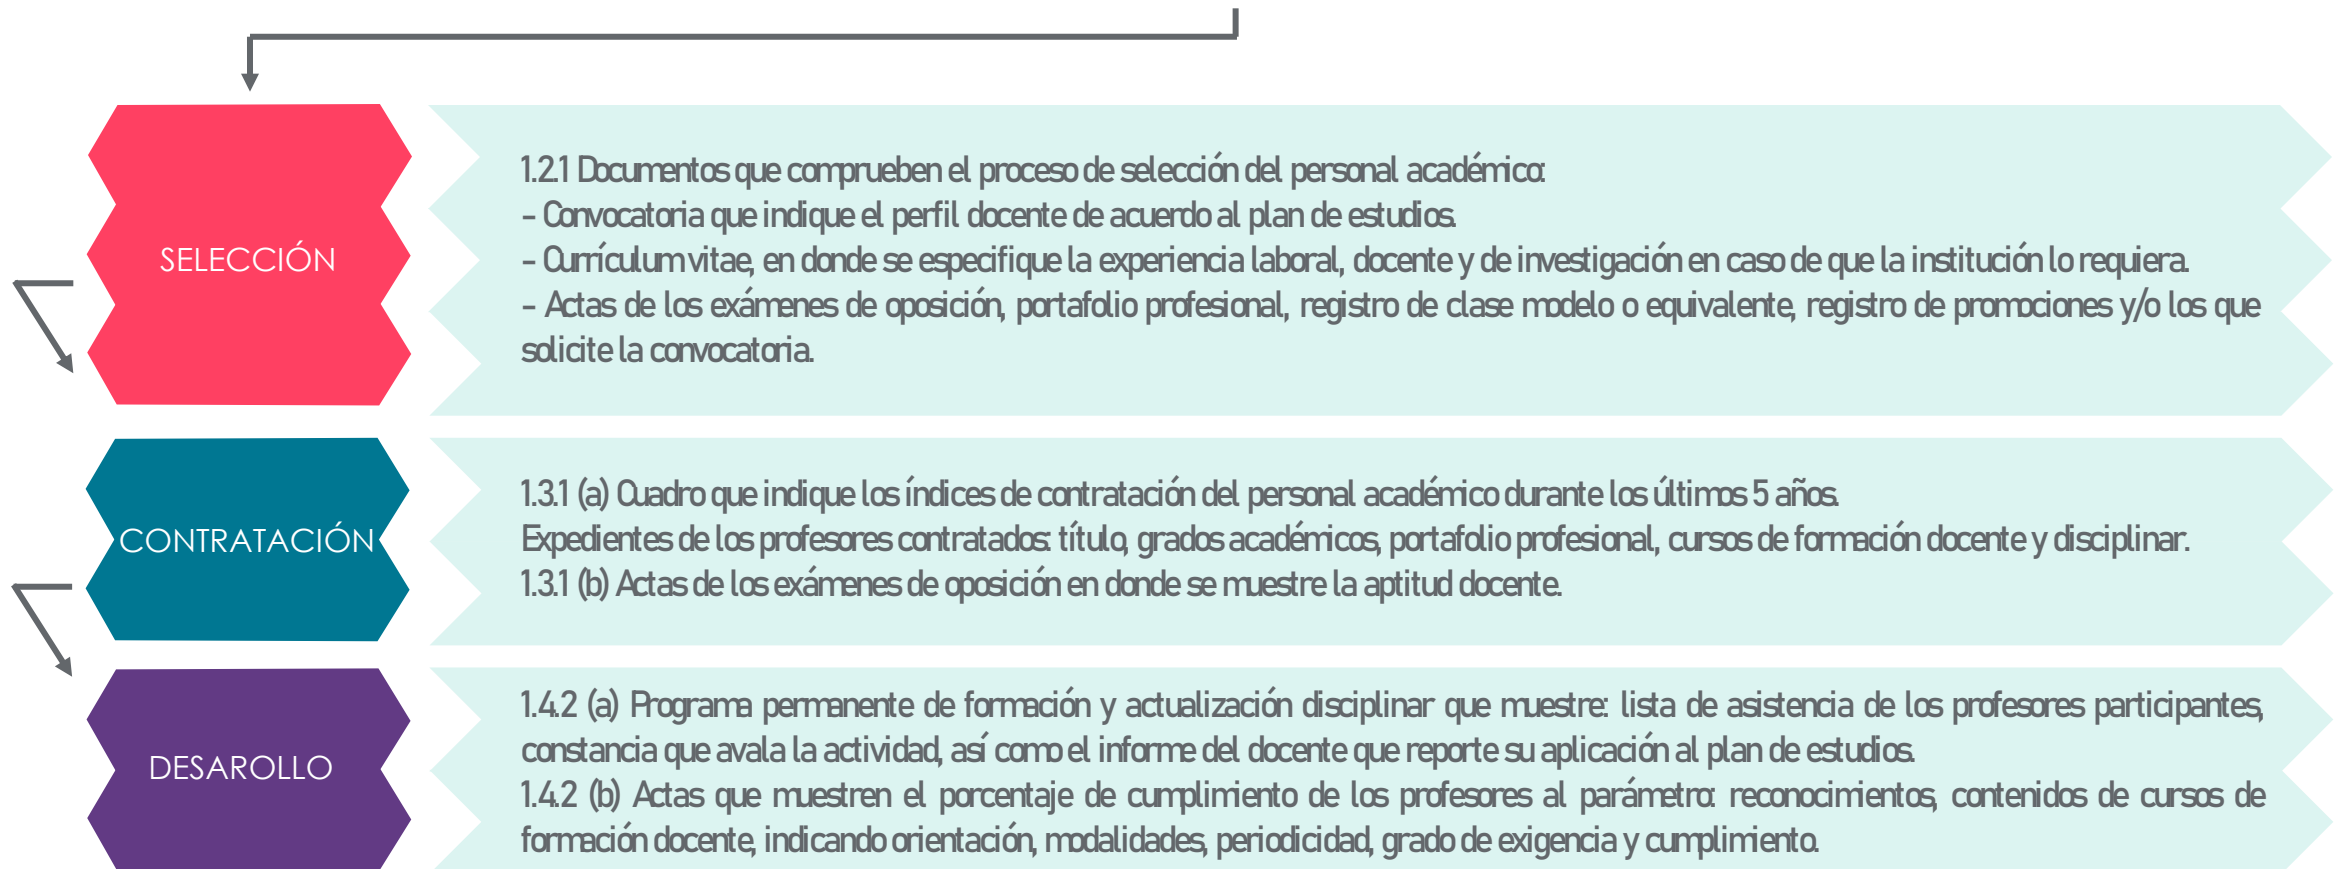 SELECCIÓN
1.2.1 Documentos que comprueben el proceso de selección del personal académico:
- Convocatoria que indique el perfil docente de acuerdo al plan de estudios.
- Currículum vitae, en donde se especifique la experiencia laboral, docente y de investigación en caso de que la institución lo requiera.
- Actas de los exámenes de oposición, portafolio profesional, registro de clase modelo o equivalente, registro de promociones y/o los que
solicite la convocatoria.
CONTRATACIÓN
1.3.1 (a) Cuadro que indique los índices de contratación del personal académico durante los últimos 5 años.
Expedientes de los profesores contratados: título, grados académicos, portafolio profesional, cursos de formación docente y disciplinar.
1.3.1 (b) Actas de los exámenes de oposición en donde se muestre la aptitud docente.
DESAROLLO
1.4.2 (a) Programa permanente de formación y actualización disciplinar que muestre: lista de asistencia de los profesores participantes,
constancia que avala la actividad, así como el informe del docente que reporte su aplicación al plan de estudios.
1.4.2 (b) Actas que muestren el porcentaje de cumplimiento de los profesores al parámetro: reconocimientos, contenidos de cursos de
formación docente, indicando orientación, modalidades, periodicidad, grado de exigencia y cumplimiento.